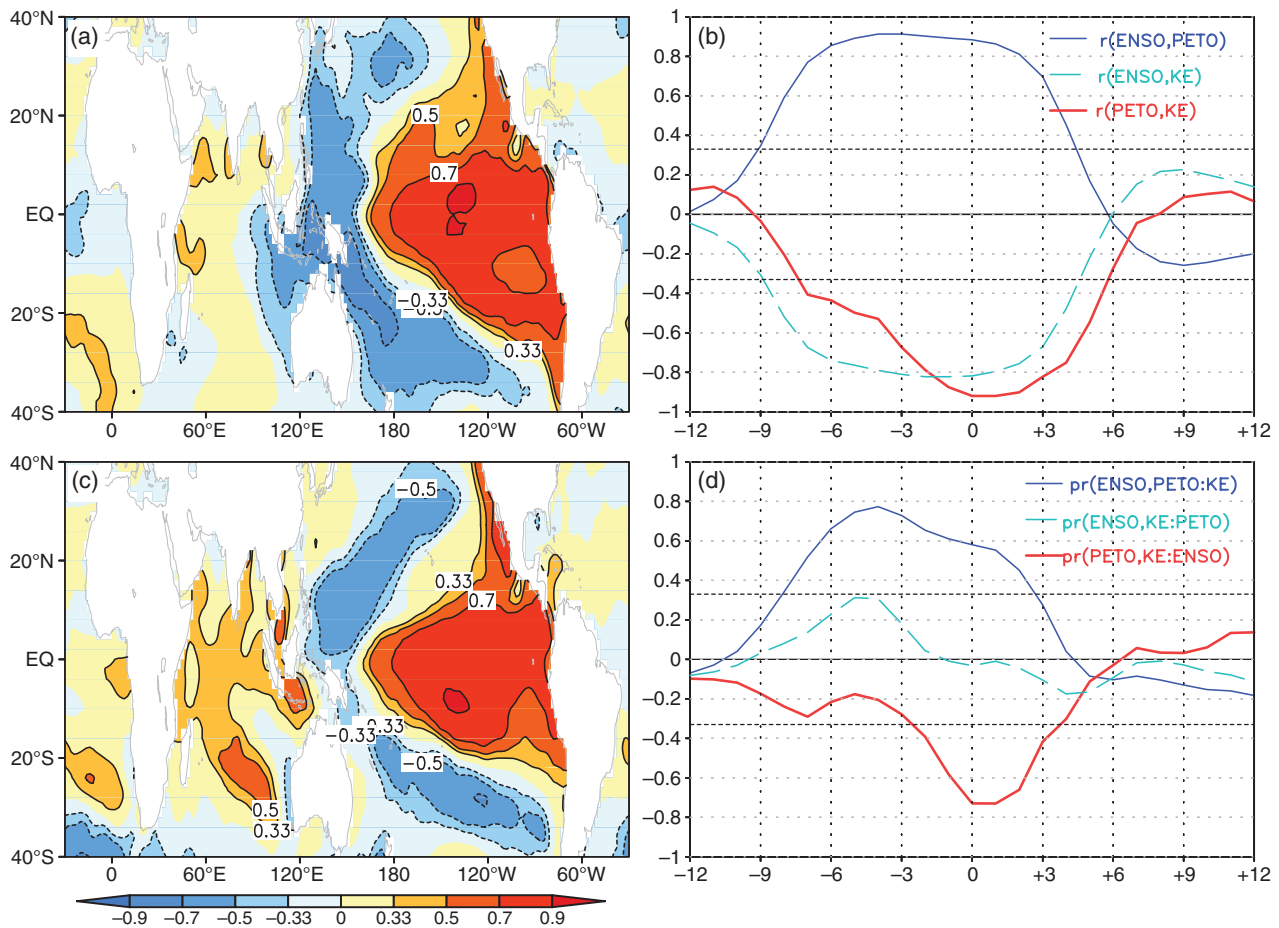 (a)
40°N
20°N
EQ
20°S
40°S
0
60°E
120°E
180
120°W
60°W
0.5
0.7
−0.33
0.33
(b)
r(ENSO,PETO)
r(ENSO,KE)
r(PETO,KE)
1
0.8
0.6
0.4
0.2
0
−0.2
−0.4
−0.6
−0.8
−1
−12
−9
−6
−3
0
+3
+6
+9
+12
(c)
40°N
20°N
EQ
20°S
40°S
0
60°E
120°E
180
120°W
60°W
−0.5
0.33
0.7
0.33
−0.33
−0.5
0.5
0.33
−0.9
−0.7
−0.5
−0.33
0
0.33
0.5
0.7
0.9
(d)
pr(ENSO,PETO:KE)
pr(ENSO,KE:PETO)
pr(PETO,KE:ENSO)
1
0.8
0.6
0.4
0.2
0
−0.2
−0.4
−0.6
−0.8
−1
−12
−9
−6
−3
0
+3
+6
+9
+12